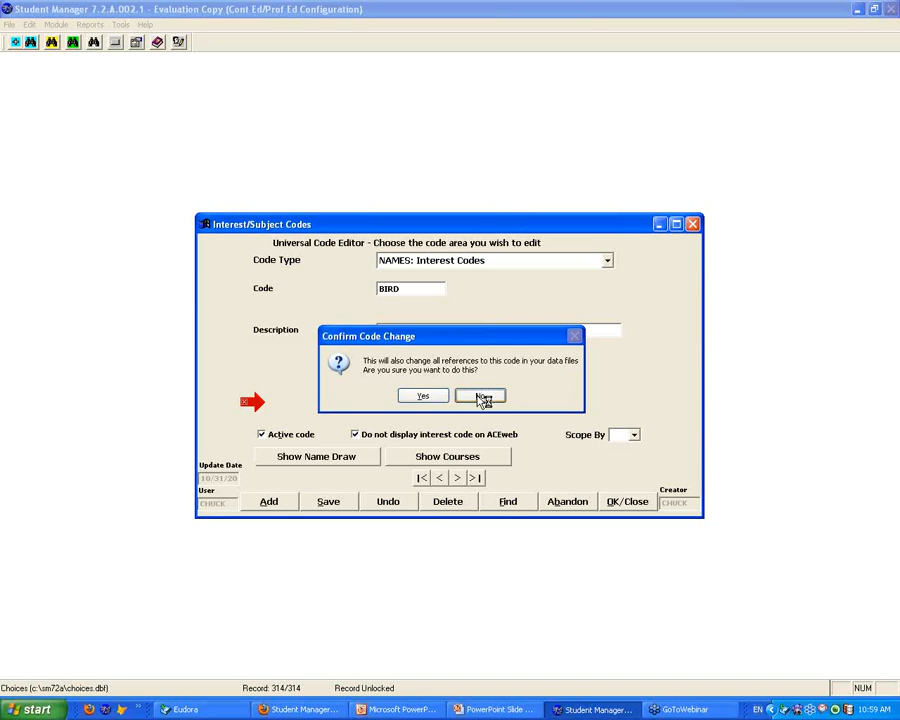 Student Manager 7.2.A.002.1 - Evaluation Copy (Cont Ed/Prof Ed Configuration)
File Edit Module Reports Tools Help
Interest/Subject Codes
Universal Code Editor - Choose the code area you wish to edit
Code Type NAMES: Interest Codes
Code BIRD
Description
Confirm Code Change
This will also change all references to this code in your data files
Are you sure you want to do this?
Yes
Active code Do not display interest code on ACEweb Scope By
Show Name Draw Show Courses
Update Date
10/31/20
|< < > >|
User Creator
CHUCK Add Save Undo Delete Find Abandon OK/Close CHUCK
Choices (c:\sm72a\choices.dbf) Record: 314/314 Record Unlocked NUM
start Eudora Student Manager... Microsoft PowerP... PowerPoint Slide ... Student Manager... GoToWebinar EN 10:59 AM